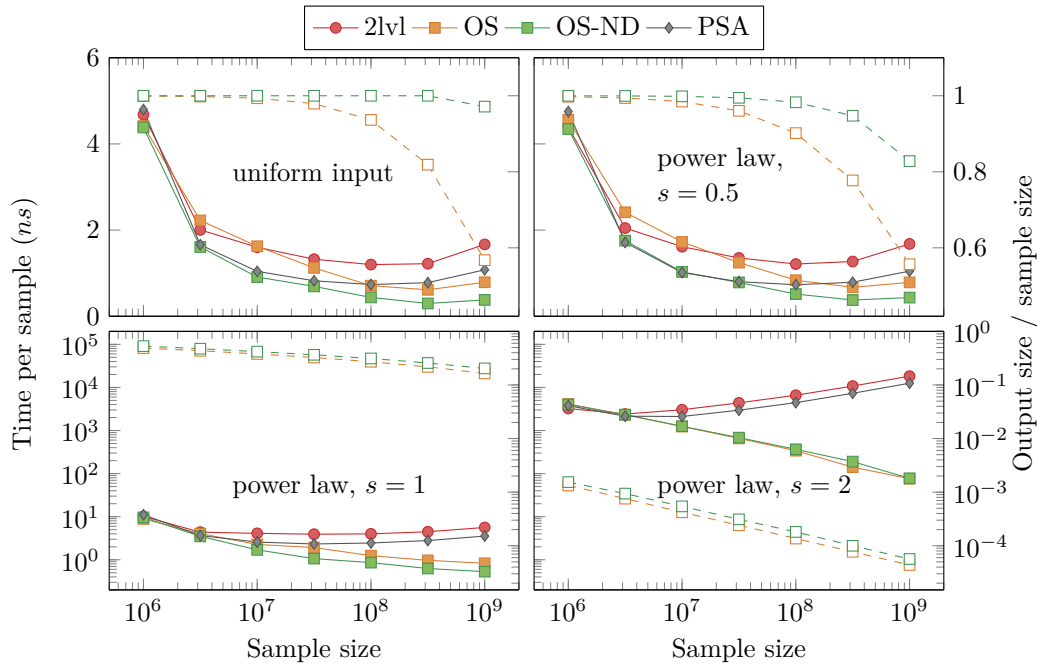 2lvl OS OS-ND PSA
Time per sample (ns)
6
4
2
0
uniform input
power law,
s = 0.5
1
0.8
0.6
Output size / sample size
10^5
10^4
10^3
10^2
10^1
10^0
power law, s = 1
power law, s = 2
10^0
10^-1
10^-2
10^-3
10^-4
10^6 10^7 10^8 10^9
10^6 10^7 10^8 10^9
Sample size
Sample size